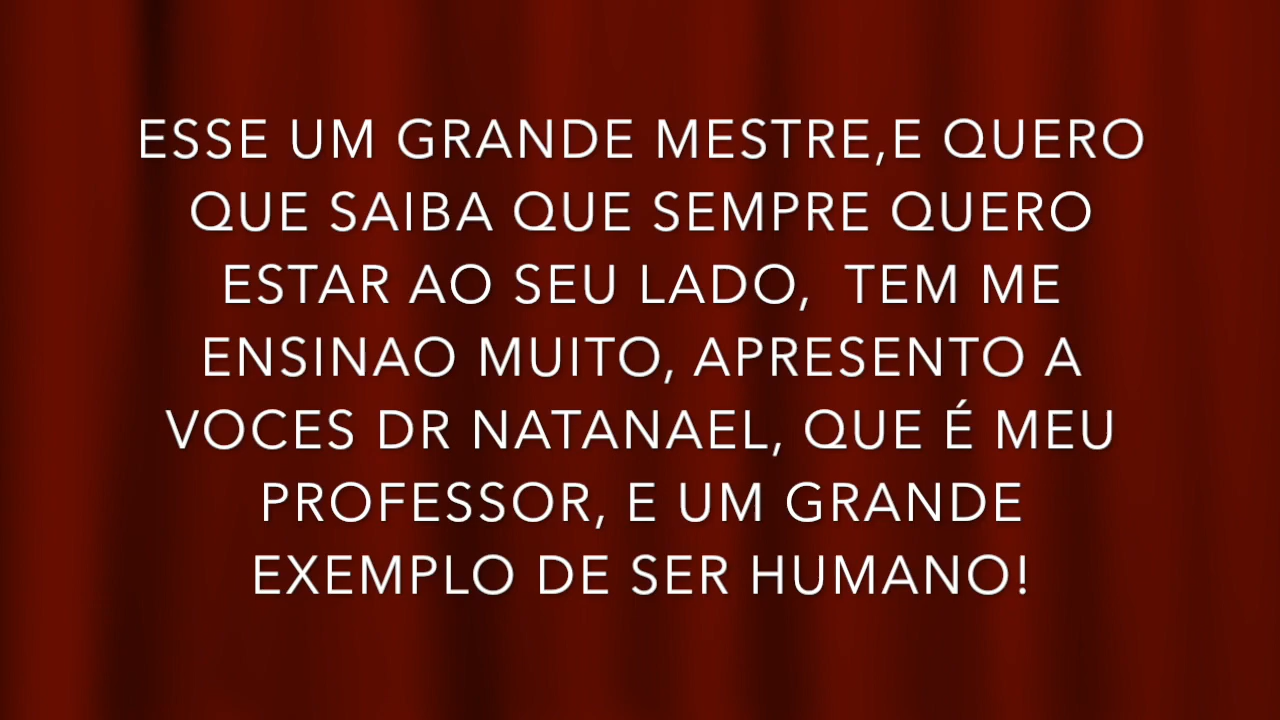 ESSE UM GRANDE MESTRE,E QUERO
QUE SAIBA QUE SEMPRE QUERO
ESTAR AO SEU LADO,  TEM ME
ENSINAO MUITO, APRESENTO A
VOCES DR NATANAEL, QUE É MEU
PROFESSOR, E UM GRANDE
EXEMPLO DE SER HUMANO!